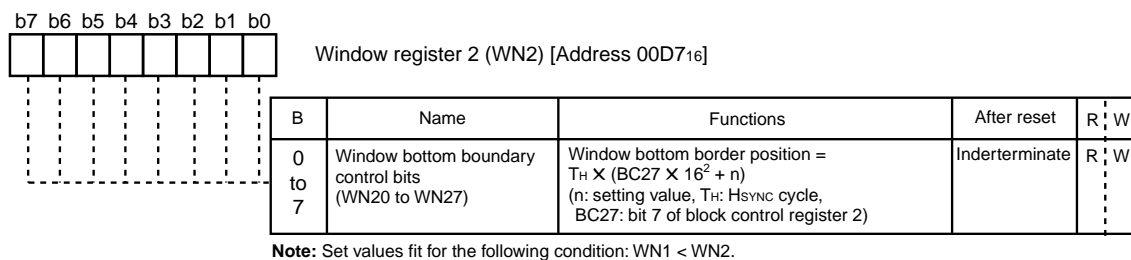 b7 b6 b5 b4 b3 b2 b1 b0
Window register 2 (WN2) [Address 00D7₁₆]
B Name Functions After reset R W
0 to 7
Window bottom boundary
control bits
(WN20 to WN27)
Window bottom border position =
TH X (BC27 X 16² + n)
(n: setting value, TH: HSYNC cycle,
BC27: bit 7 of block control register 2)
Inderterminate R W
Note: Set values fit for the following condition: WN1 < WN2.